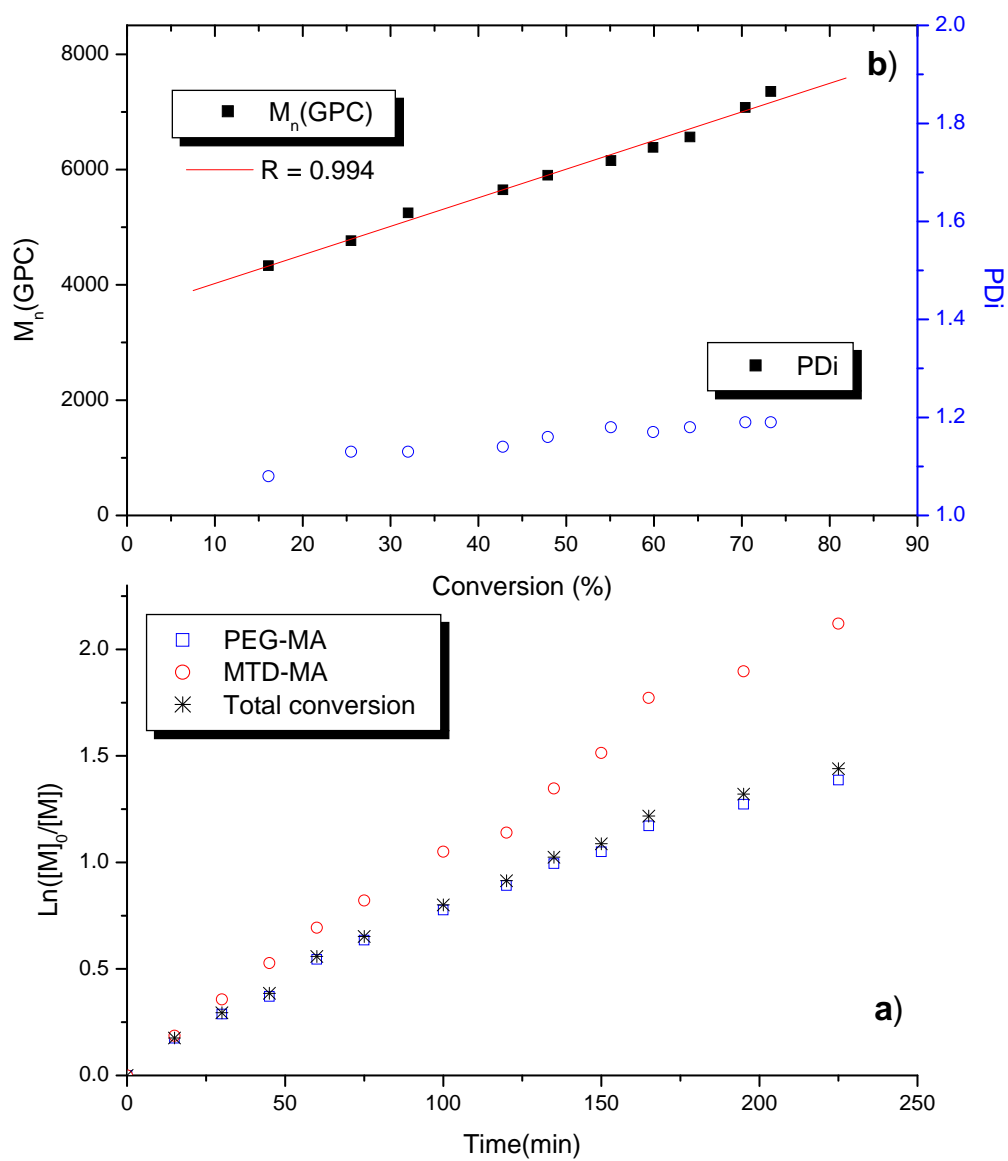 b)
8000
6000
4000
2000
0
M_n(GPC)
M_n(GPC)
R = 0.994
PDi
2.0
1.8
1.6
1.4
1.2
1.0
PDi
0 10 20 30 40 50 60 70 80 90
Conversion (%)
PEG-MA
MTD-MA
Total conversion
2.0
1.5
1.0
0.5
0.0
Ln([M]_0/[M])
a)
0 50 100 150 200 250
Time(min)